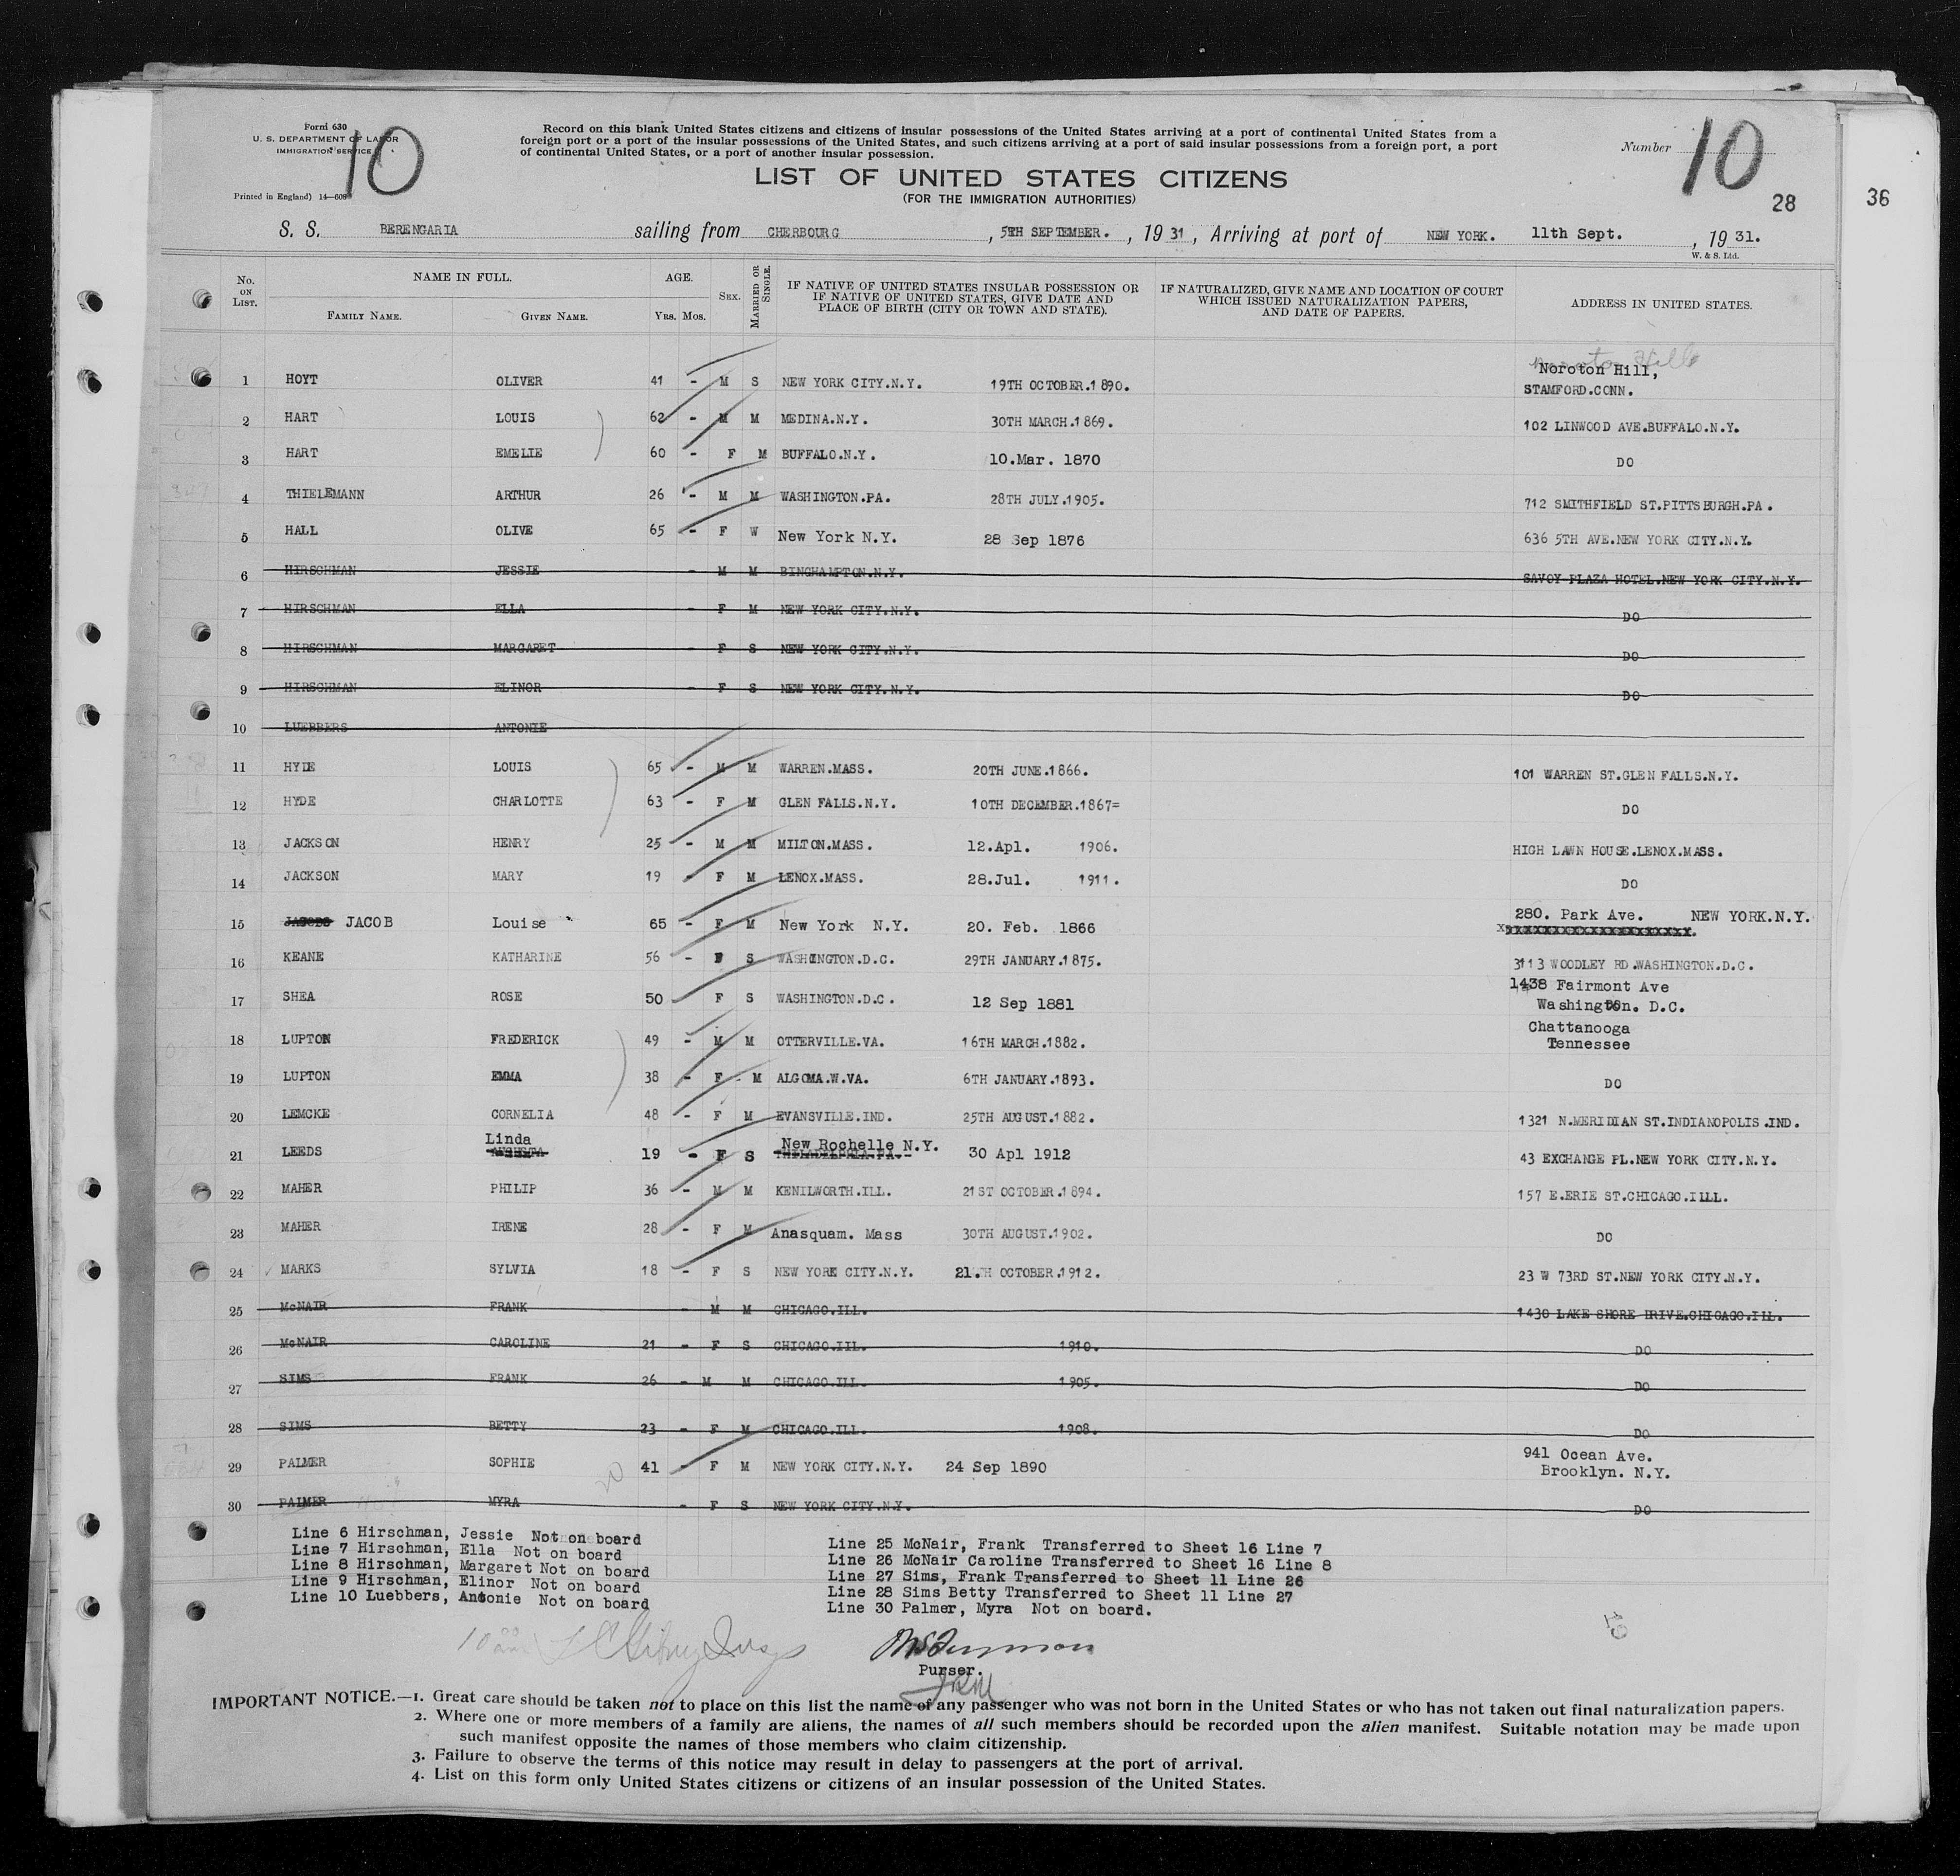 Form 630
U. S. DEPARTMENT OF LABOR
IMMIGRATION SERVICE
Printed in England) 14—608
10
Record on this blank United States citizens and citizens of insular possessions of the United States arriving at a port of continental United States from a
foreign port or a port of the insular possessions of the United States, and such citizens arriving at a port of said insular possessions from a foreign port, a port
of continental United States, or a port of another insular possession.
Number 10
28
36
LIST OF UNITED STATES CITIZENS
(FOR THE IMMIGRATION AUTHORITIES)
S. S. BERENGARIA sailing from CHERBOURG, 5TH SEPTEMBER., 1931, Arriving at port of NEW YORK. 11th Sept., 1931.
W. & S. Ltd.
No. ON LIST. NAME IN FULL. FAMILY NAME. GIVEN NAME. AGE. YRS. MOS. SEX. MARRIED OR SINGLE. IF NATIVE OF UNITED STATES INSULAR POSSESSION OR IF NATIVE OF UNITED STATES, GIVE DATE AND PLACE OF BIRTH (CITY OR TOWN AND STATE). IF NATURALIZED, GIVE NAME AND LOCATION OF COURT WHICH ISSUED NATURALIZATION PAPERS, AND DATE OF PAPERS. ADDRESS IN UNITED STATES.
Noroton Hills
1 HOYT OLIVER 41 - M S NEW YORK CITY.N.Y. 19TH OCTOBER.1890. Noroton Hill,
STAMFORD.CONN.
2 HART LOUIS 62 - M M MEDINA.N.Y. 30TH MARCH.1869. 102 LINWOOD AVE.BUFFALO.N.Y.
3 HART EMELIE 60 - F M BUFFALO.N.Y. 10.Mar. 1870 DO
4 THIELEMANN ARTHUR 26 - M M WASHINGTON.PA. 28TH JULY.1905. 712 SMITHFIELD ST.PITTSBURGH.PA.
5 HALL OLIVE 65 - F W New York N.Y. 28 Sep 1876 636 5TH AVE.NEW YORK CITY.N.Y.
6 HIRSCHMAN JESSIE - M M BINGHAMPTON.N.Y. SAVOY PLAZA HOTEL.NEW YORK CITY.N.Y.
7 HIRSCHMAN ELLA - F M NEW YORK CITY.N.Y. DO
8 HIRSCHMAN MARGARET - F S NEW YORK CITY.N.Y. DO
9 HIRSCHMAN ELINOR - F S NEW YORK CITY.N.Y. DO
10 LUEBBERS ANTONIE
11 HYDE LOUIS 65 - M M WARREN.MASS. 20TH JUNE.1866. 101 WARREN ST.GLEN FALLS.N.Y.
12 HYDE CHARLOTTE 63 - F M GLEN FALLS.N.Y. 10TH DECEMBER.1867= DO
13 JACKSON HENRY 25 - M M MILTON.MASS. 12.Apl. 1906. HIGH LAWN HOUSE.LENOX.MASS.
14 JACKSON MARY 19 - F M LENOX.MASS. 28.Jul. 1911. DO
15 JACOBS JACOB Louise 65 - F M New York N.Y. 20. Feb. 1866 280. Park Ave. NEW YORK.N.Y.
16 KEANE KATHARINE 56 - F S WASHINGTON.D.C. 29TH JANUARY.1875. 3113 WOODLEY RD.WASHINGTON.D.C.
17 SHEA ROSE 50 F S WASHINGTON.D.C. 12 Sep 1881 1438 Fairmont Ave
Washington. D.C.
18 LUPTON FREDERICK 49 - M M OTTERVILLE.VA. 16TH MARCH.1882. Chattanooga
Tennessee
19 LUPTON EMMA 38 - F - M ALGOMA.W.VA. 6TH JANUARY.1893. DO
20 LEMCKE CORNELIA 48 - F M EVANSVILLE.IND. 25TH AUGUST.1882. 1321 N.MERIDIAN ST.INDIANOPOLIS.IND.
Linda New Rochelle N.Y.
21 LEEDS 19 - F S PHILADELPHIA.PA. 30 Apl 1912 43 EXCHANGE PL.NEW YORK CITY.N.Y.
22 MAHER PHILIP 36 - M M KENILWORTH.ILL. 21ST OCTOBER.1894. 157 E.ERIE ST.CHICAGO.ILLL.
23 MAHER IRENE 28 - F M Anasquam. Mass 30TH AUGUST.1902. DO
24 MARKS SYLVIA 18 - F S NEW YORK CITY.N.Y. 21.TH OCTOBER.1912. 23 W 73RD ST.NEW YORK CITY.N.Y.
25 McNAIR FRANK - M M CHICAGO.ILL. 1430 LAKE SHORE DRIVE.CHICAGO.ILL.
26 McNAIR CAROLINE 21 - F S CHICAGO.ILL. 1910. DO
27 SIMS FRANK 26 - M M CHICAGO.ILL. 1905. DO
28 SIMS BETTY 23 - F M CHICAGO.ILL. 1908. DO
29 PALMER SOPHIE 20 41 - F M NEW YORK CITY.N.Y. 24 Sep 1890 941 Ocean Ave.
Brooklyn. N.Y.
30 PALMER MYRA - F S NEW YORK CITY.N.Y. DO
Line 6 Hirschman, Jessie Not on board
Line 7 Hirschman, Ella Not on board
Line 8 Hirschman, Margaret Not on board
Line 9 Hirschman, Elinor Not on board
Line 10 Luebbers, Antonie Not on board
Line 25 McNair, Frank Transferred to Sheet 16 Line 7
Line 26 McNair Caroline Transferred to Sheet 16 Line 8
Line 27 Sims, Frank Transferred to Sheet 11 Line 26
Line 28 Sims Betty Transferred to Sheet 11 Line 27
Line 30 Palmer, Myra Not on board.
19
Purser.
IMPORTANT NOTICE.—1. Great care should be taken not to place on this list the name of any passenger who was not born in the United States or who has not taken out final naturalization papers.
2. Where one or more members of a family are aliens, the names of all such members should be recorded upon the alien manifest. Suitable notation may be made upon
such manifest opposite the names of those members who claim citizenship.
3. Failure to observe the terms of this notice may result in delay to passengers at the port of arrival.
4. List on this form only United States citizens or citizens of an insular possession of the United States.